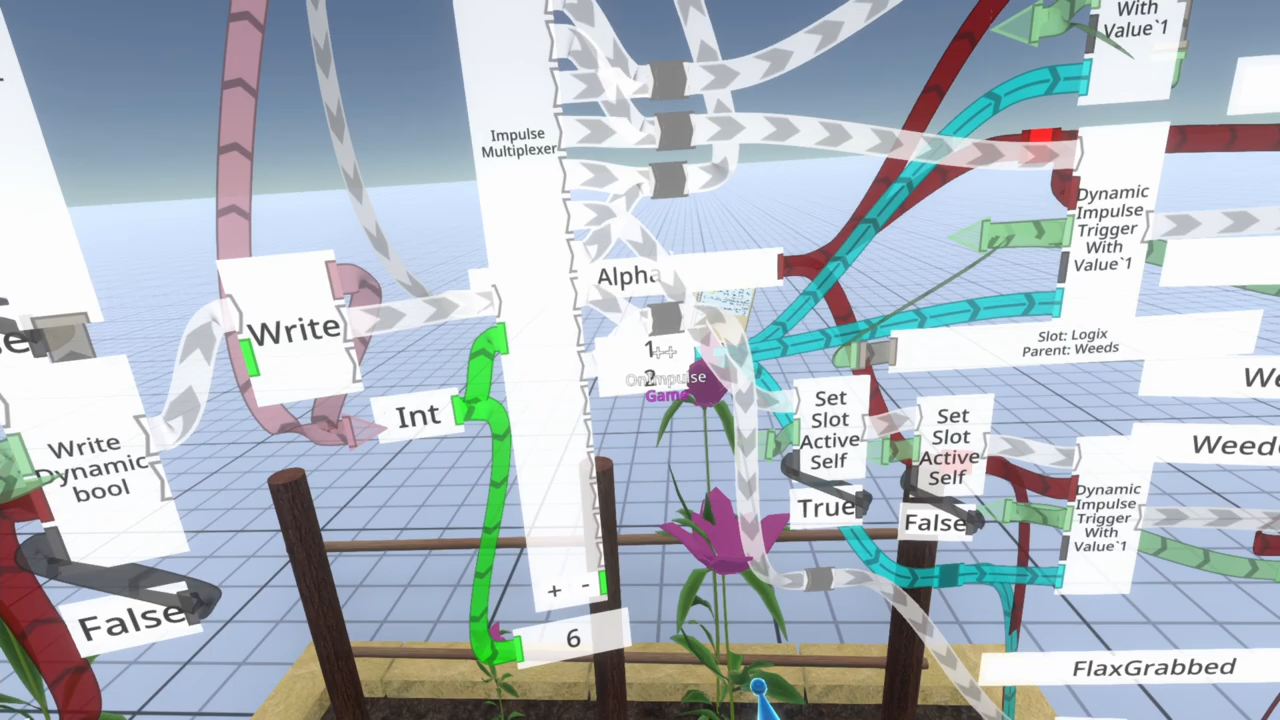 With
Value`1
Impulse
Multiplexer
Dynamic
Impulse
Trigger
With
Value`1
Alpha
Write
1
2
++
OnImpulse
Game
Slot: Logix
Parent: Weeds
Int
Set
Slot
Active
Self
Set
Slot
Active
Self
Write
Dynamic
bool
True
False
Dynamic
Impulse
Trigger
With
Value`1
+ -
False
6
FlaxGrabbed